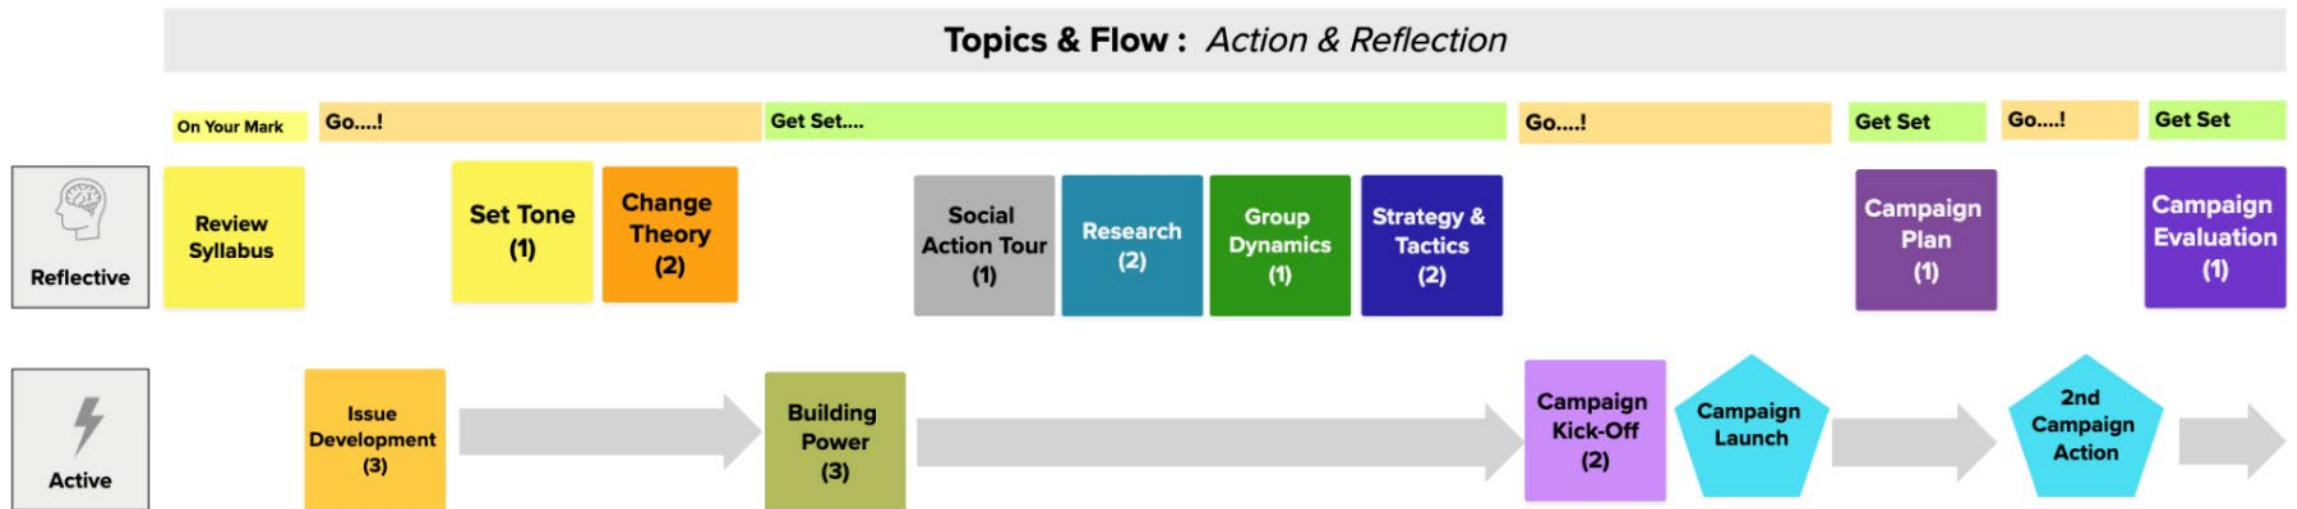 Topics & Flow : Action & Reflection
On Your Mark
Go....!
Get Set....
Go....!
Get Set
Go....!
Get Set
Reflective
Review
Syllabus
Set Tone
(1)
Change
Theory
(2)
Social
Action Tour
(1)
Research
(2)
Group
Dynamics
(1)
Strategy &
Tactics
(2)
Campaign
Plan
(1)
Campaign
Evaluation
(1)
Active
Issue
Development
(3)
Building
Power
(3)
Campaign
Kick-Off
(2)
Campaign
Launch
2nd
Campaign
Action